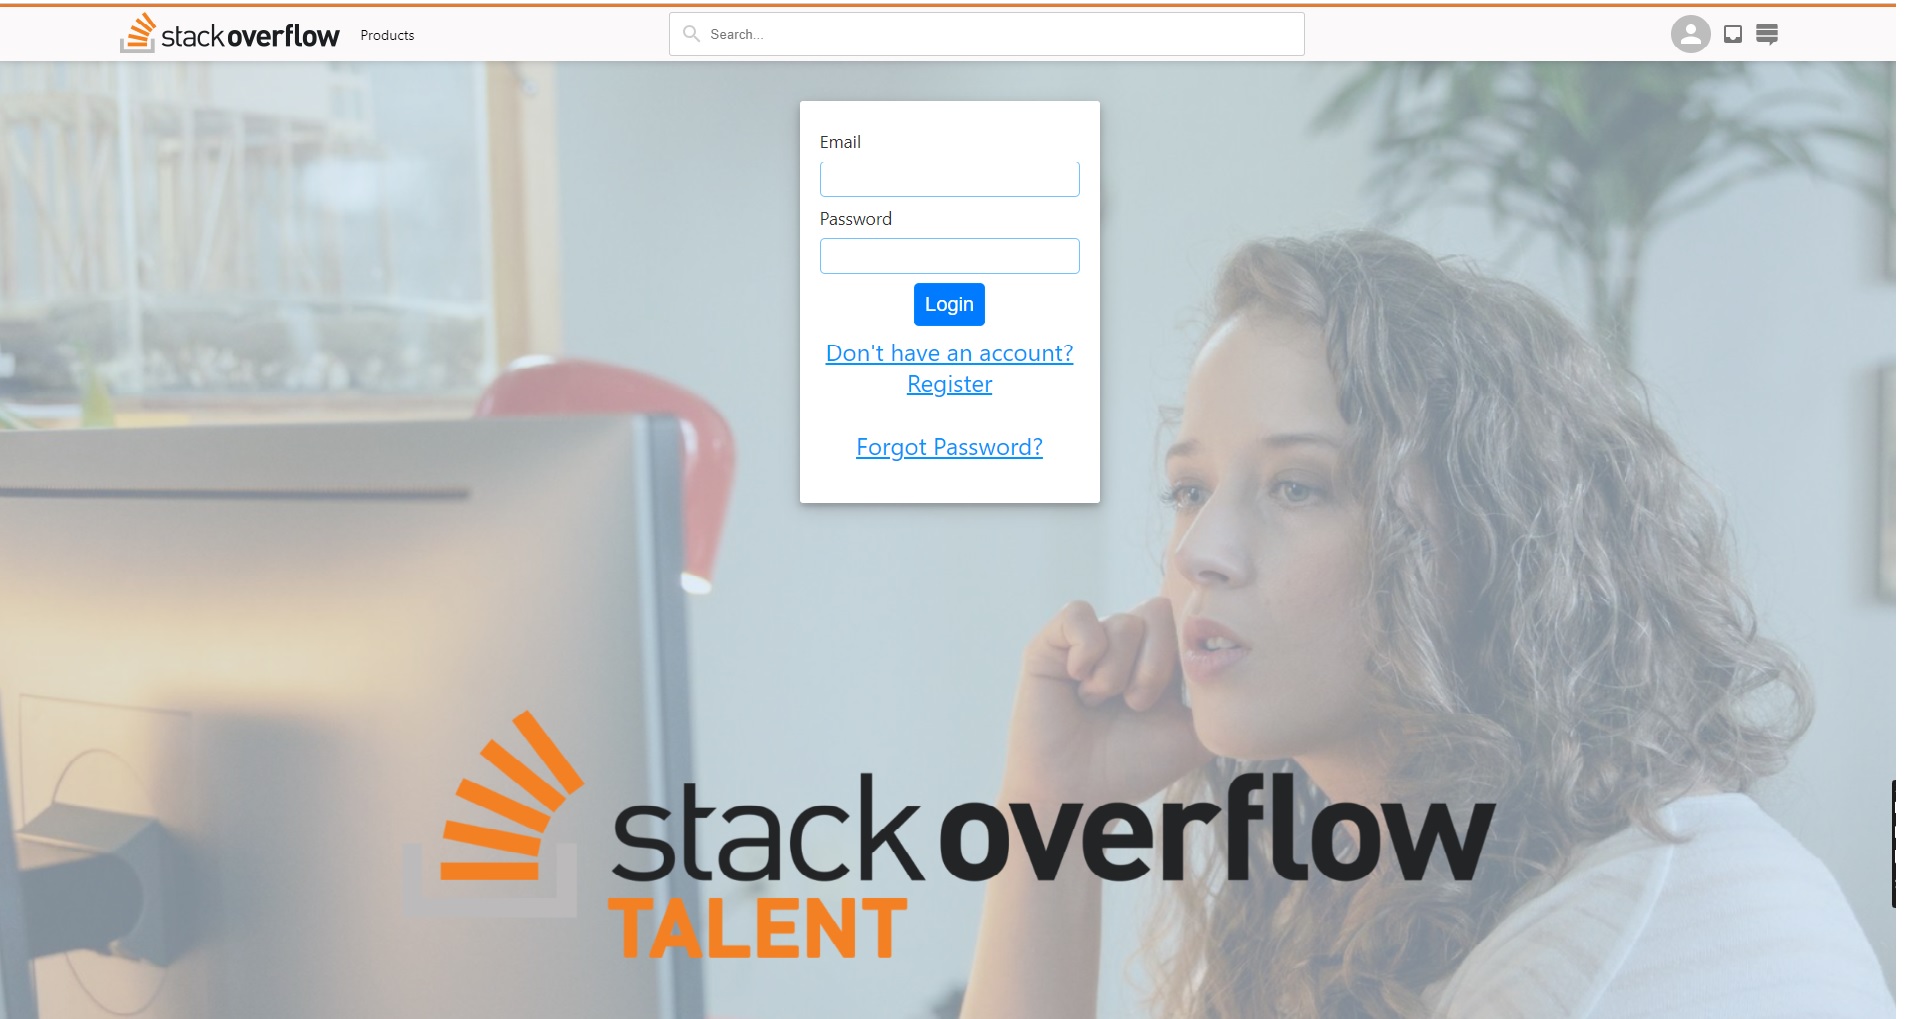 stackoverflow
Products
Search...
Email
Password
Login
Don't have an account?
Register
Forgot Password?
stackoverflow
TALENT